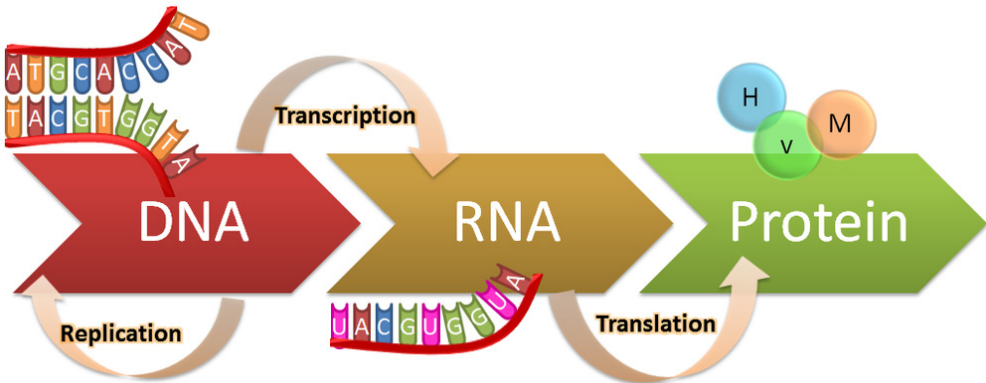 ATGCACCAT
TACGTGGTA
Transcription
H
v
M
DNA
RNA
Protein
Replication
UACGUGGUA
Translation